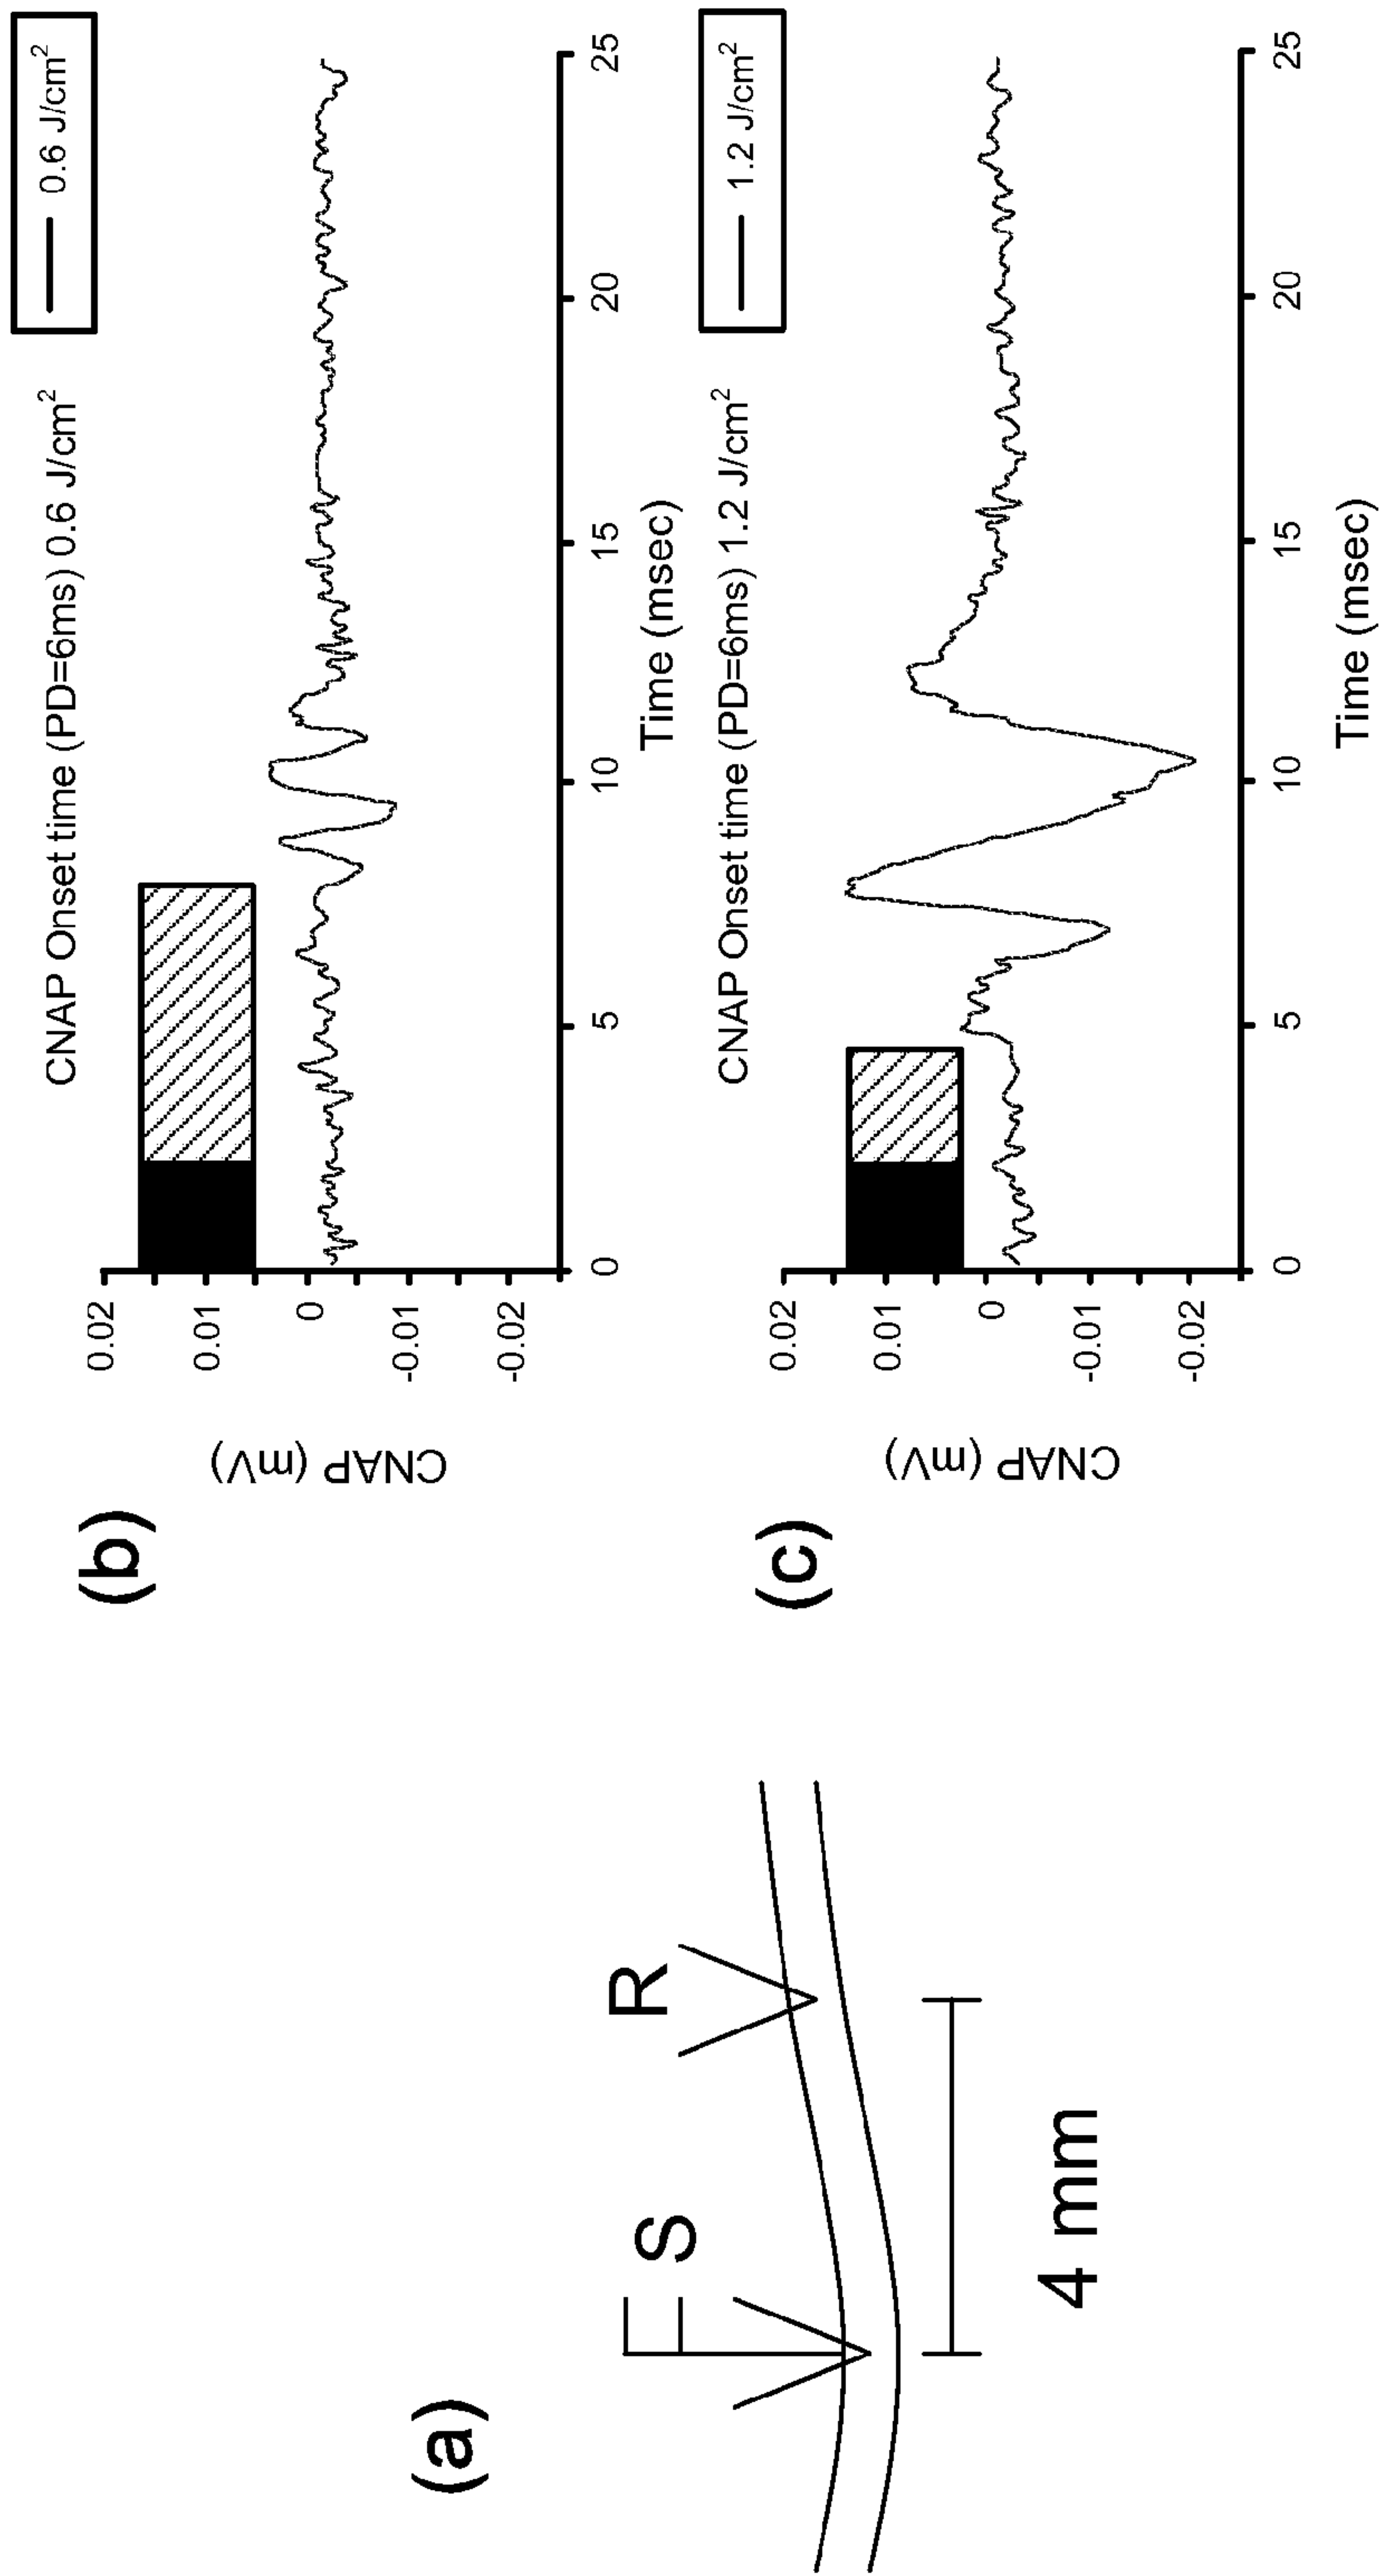 (a)
F
S
R
4 mm
(b)
CNAP Onset time (PD=6ms) 0.6 J/cm²
0.6 J/cm²
CNAP (mV)
0.02
0.01
0
-0.01
-0.02
0 5 10 15 20 25
Time (msec)
(c)
CNAP Onset time (PD=6ms) 1.2 J/cm²
1.2 J/cm²
CNAP (mV)
0.02
0.01
0
-0.01
-0.02
0 5 10 15 20 25
Time (msec)